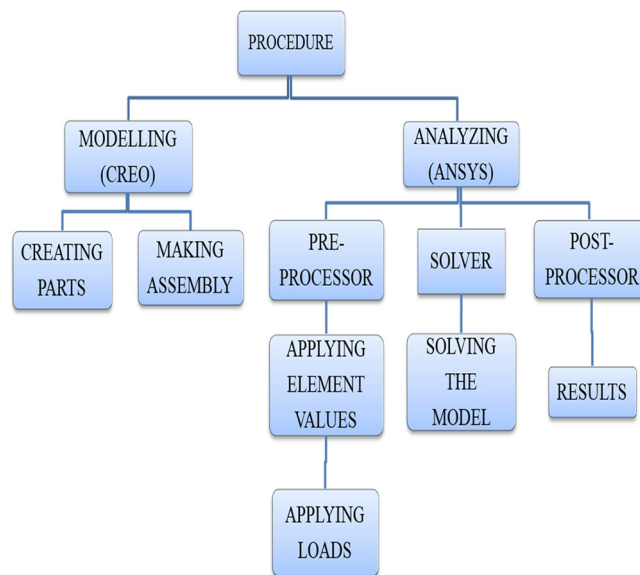 PROCEDURE
MODELLING
(CREO)
ANALYZING
(ANSYS)
CREATING
PARTS
MAKING
ASSEMBLY
PRE-
PROCESSOR
SOLVER
POST-
PROCESSOR
APPLYING
ELEMENT
VALUES
SOLVING
THE
MODEL
RESULTS
APPLYING
LOADS